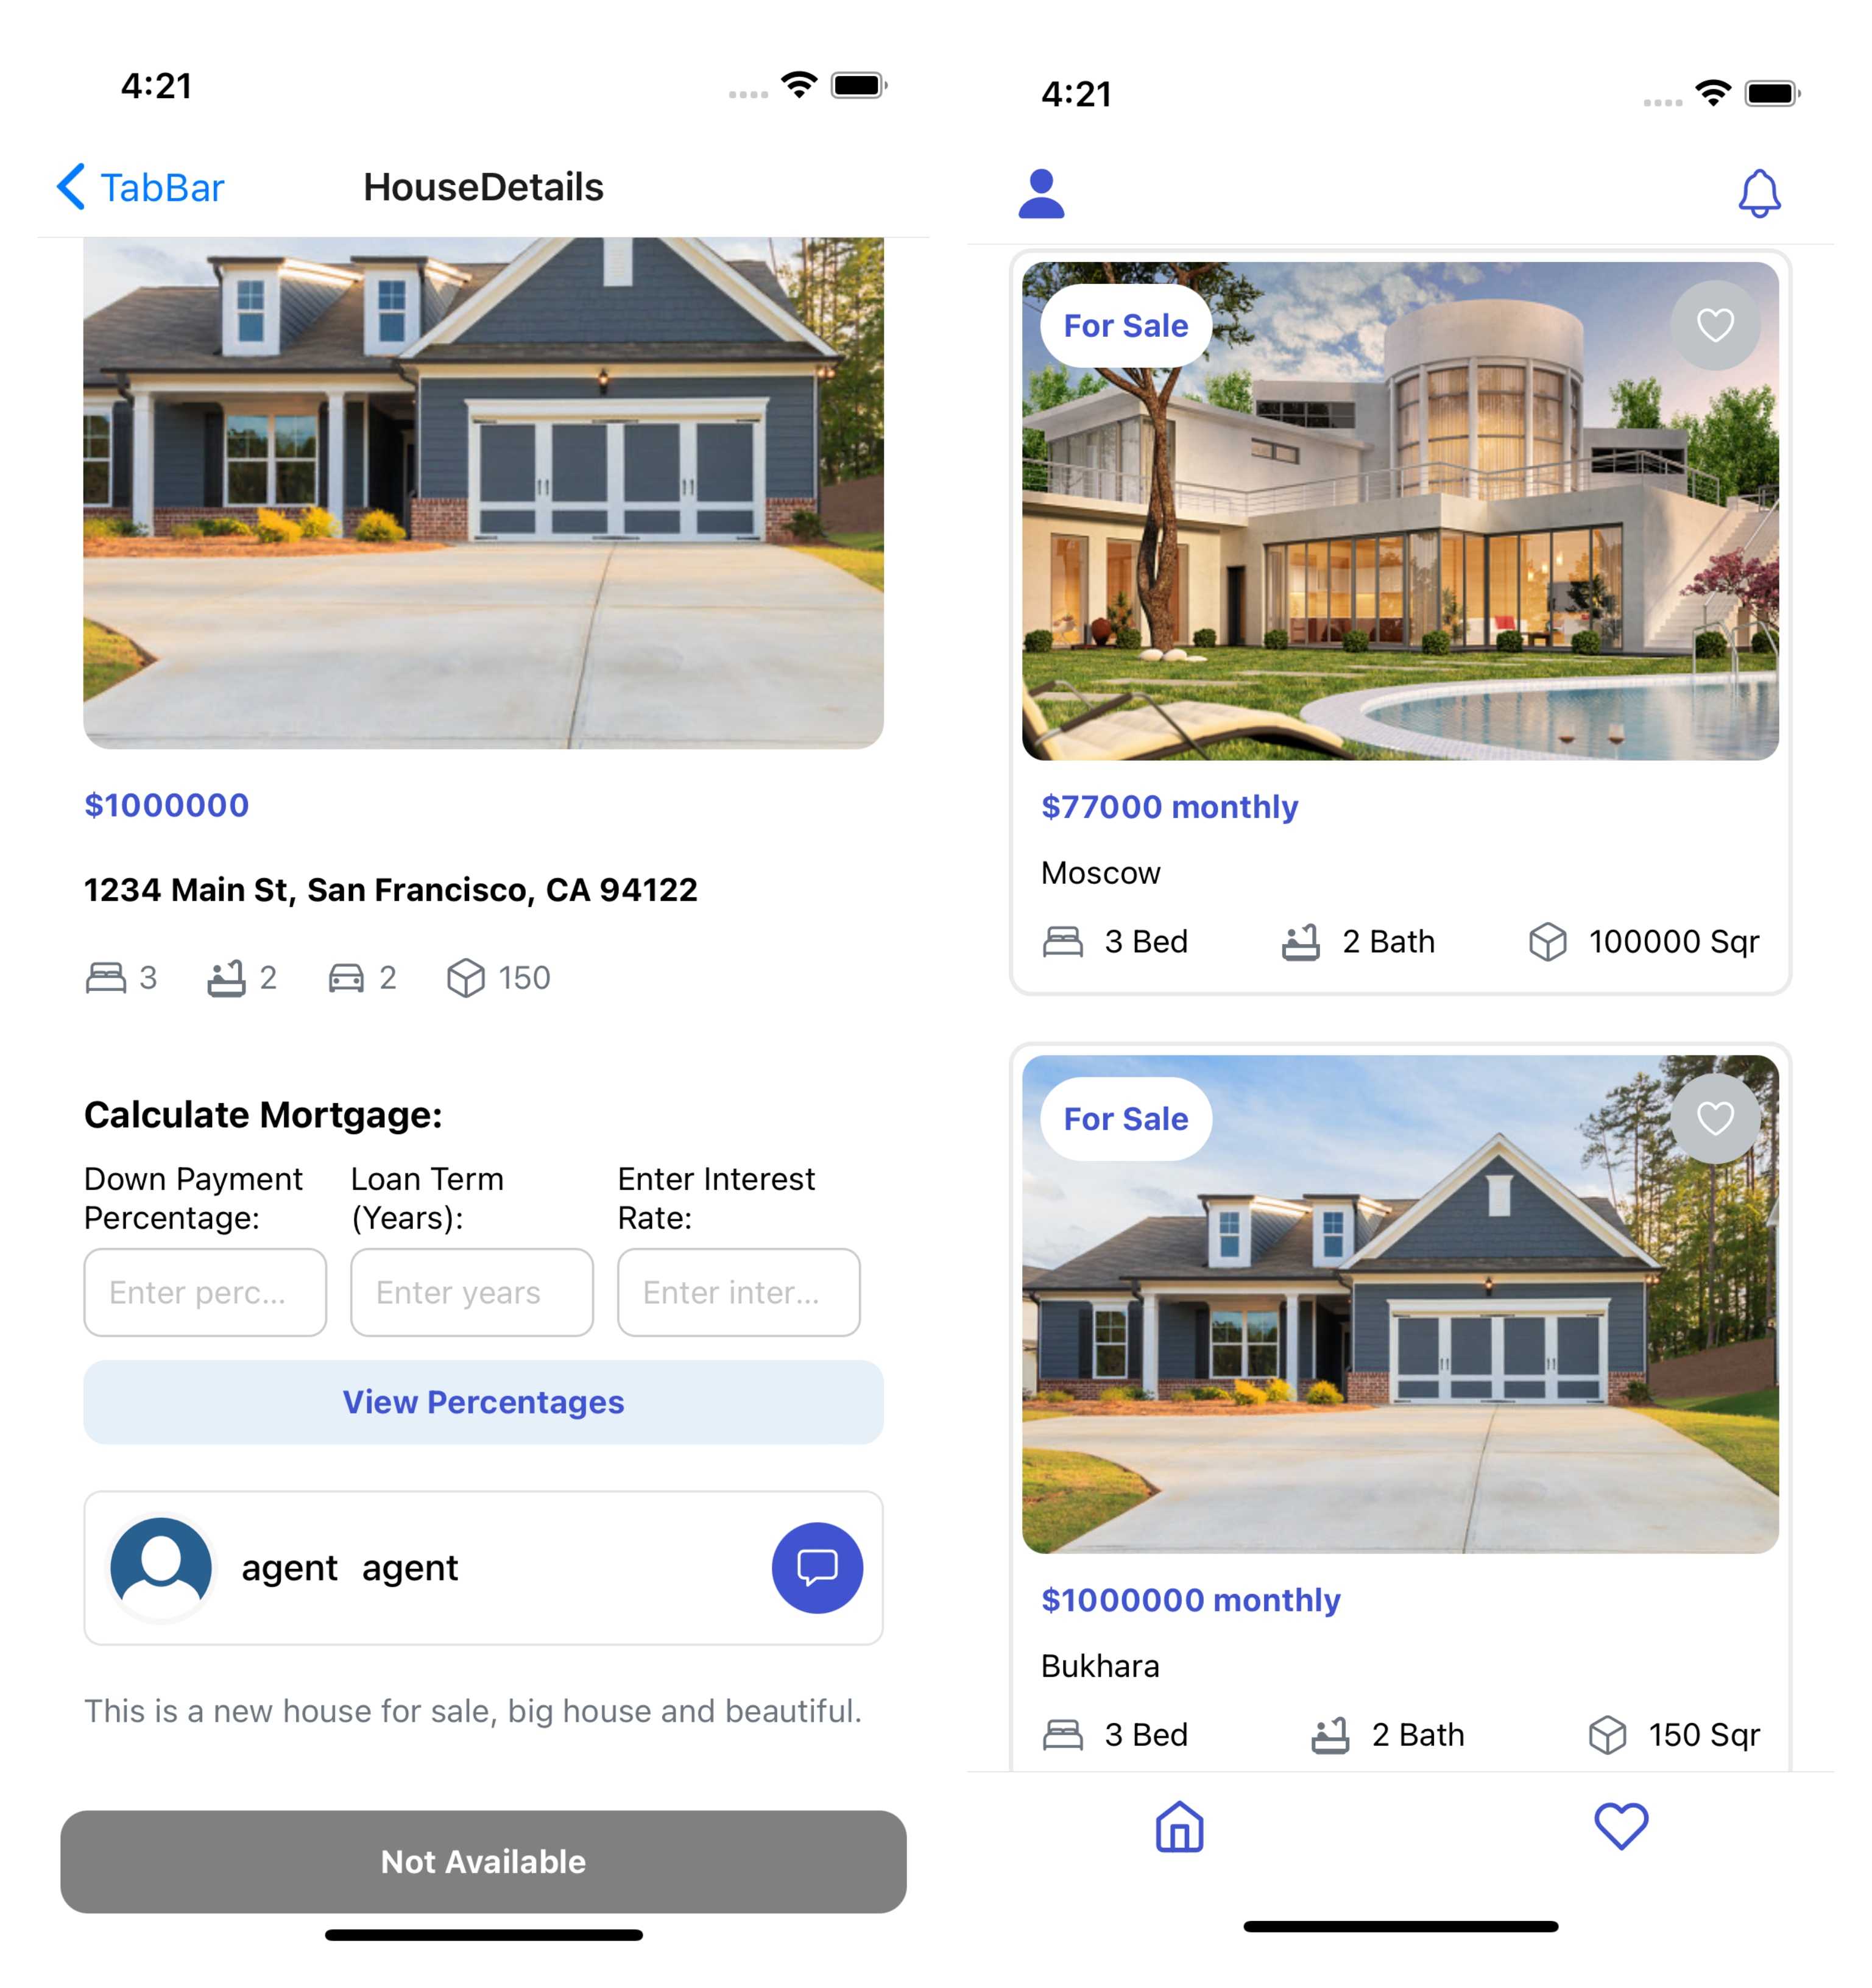 4:21
TabBar
HouseDetails
$1000000
1234 Main St, San Francisco, CA 94122
3 2 2 150
Calculate Mortgage:
Down Payment Percentage:
Loan Term (Years):
Enter Interest Rate:
Enter perc...
Enter years
Enter inter...
View Percentages
agent agent
This is a new house for sale, big house and beautiful.
Not Available
4:21
For Sale
$77000 monthly
Moscow
3 Bed 2 Bath 100000 Sqr
For Sale
$1000000 monthly
Bukhara
3 Bed 2 Bath 150 Sqr